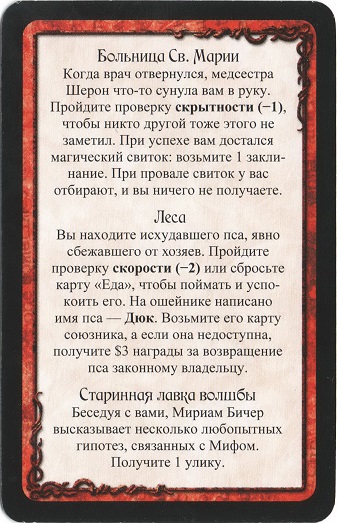 Больница Св. Марии
Когда врач отвернулся, медсестра
Шерон что-то сунула вам в руку.
Пройдите проверку скрытности (−1),
чтобы никто другой тоже этого не
заметил. При успехе вам достался
магический свиток: возьмите 1 закли-
нание. При провале свиток у вас
отбирают, и вы ничего не получаете.
Леса
Вы находите исхудавшего пса, явно
сбежавшего от хозяев. Пройдите
проверку скорости (−2) или сбросьте
карту «Еда», чтобы поймать и успо-
коить его. На ошейнике написано
имя пса — Дюк. Возьмите его карту
союзника, а если она недоступна,
получите $3 награды за возвращение
пса законному владельцу.
Старинная лавка волшбы
Беседуя с вами, Мириам Бичер
высказывает несколько любопытных
гипотез, связанных с Мифом.
Получите 1 улику.